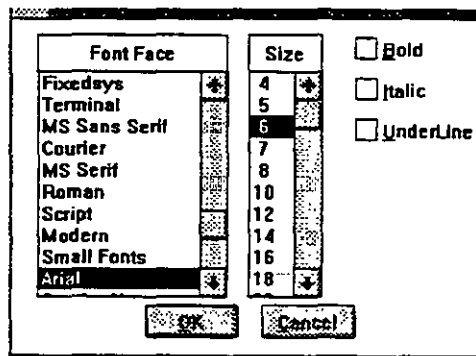 Font Face
Fixedsys
Terminal
MS Sans Serif
Courier
MS Serif
Roman
Script
Modern
Small Fonts
Arial
Size
4
5
6
7
8
10
12
14
16
18
Bold
Italic
UnderLine
OK
Cancel